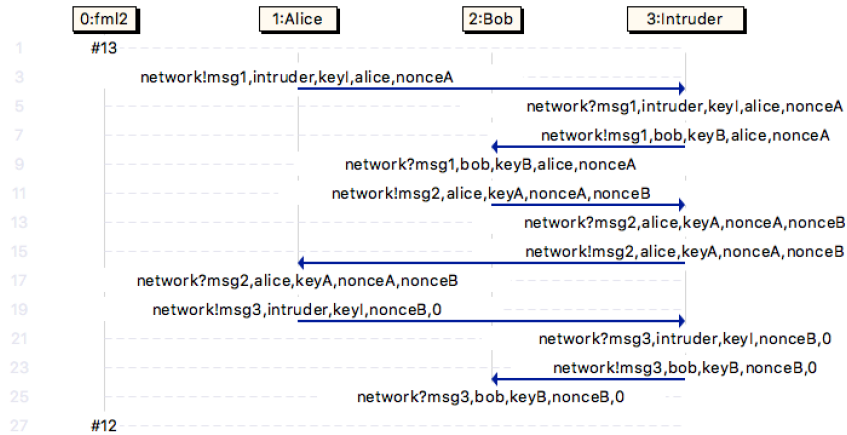 0:fml2 1:Alice 2:Bob 3:Intruder
1 #13
3 network!msg1,intruder,keyI,alice,nonceA
5 network?msg1,intruder,keyI,alice,nonceA
7 network!msg1,bob,keyB,alice,nonceA
9 network?msg1,bob,keyB,alice,nonceA
11 network!msg2,alice,keyA,nonceA,nonceB
13 network?msg2,alice,keyA,nonceA,nonceB
15 network!msg2,alice,keyA,nonceA,nonceB
17 network?msg2,alice,keyA,nonceA,nonceB
19 network!msg3,intruder,keyI,nonceB,0
21 network?msg3,intruder,keyI,nonceB,0
23 network!msg3,bob,keyB,nonceB,0
25 network?msg3,bob,keyB,nonceB,0
27 #12